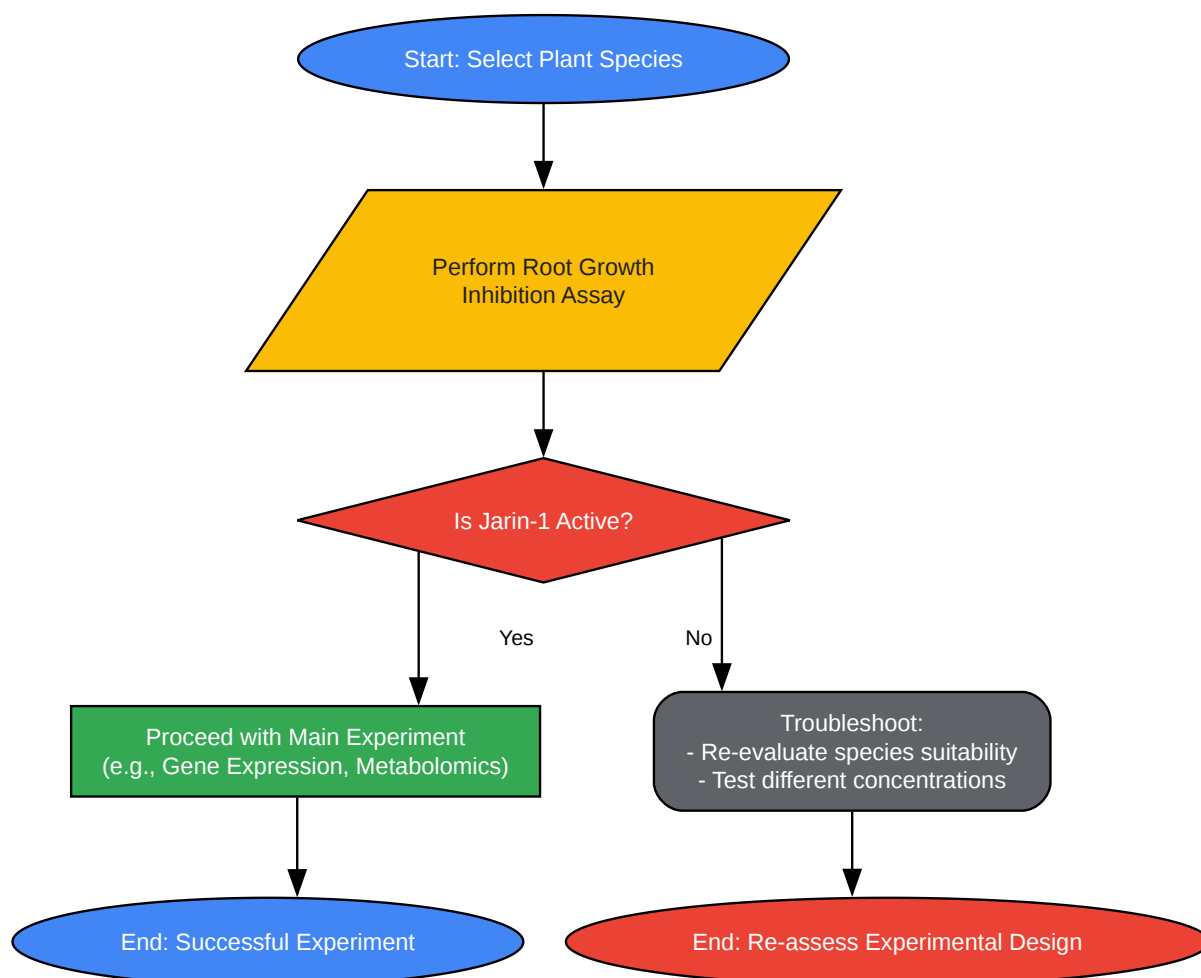 Start: Select Plant Species
Perform Root Growth
Inhibition Assay
Is Jarin-1 Active?
Yes
No
Proceed with Main Experiment
(e.g., Gene Expression, Metabolomics)
Troubleshoot:
- Re-evaluate species suitability
- Test different concentrations
End: Successful Experiment
End: Re-assess Experimental Design